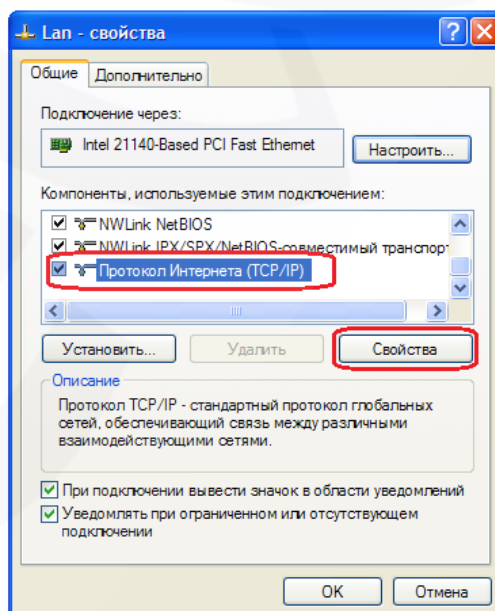 Lan - свойства
Общие
Дополнительно
Подключение через:
Intel 21140-Based PCI Fast Ethernet
Настроить...
Компоненты, используемые этим подключением:
NWLink NetBIOS
NWLink IPX/SPX/NetBIOS-совместимый транспорт
Протокол Интернета (TCP/IP)
Установить...
Удалить
Свойства
Описание
Протокол TCP/IP - стандартный протокол глобальных
сетей, обеспечивающий связь между различными
взаимодействующими сетями.
При подключении вывести значок в области уведомлений
Уведомлять при ограниченном или отсутствующем
подключении
OK
Отмена